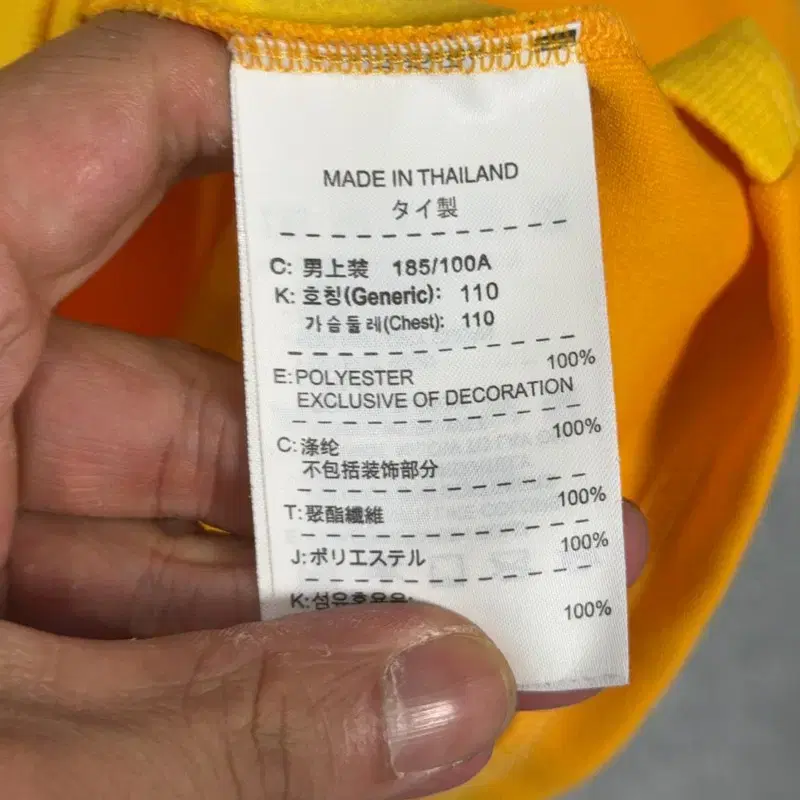 MADE IN THAILAND
タイ製
C: 男上装 185/100A
K: 호칭(Generic): 110
가슴둘레(Chest): 110
E: POLYESTER 100%
EXCLUSIVE OF DECORATION
C: 涤纶 100%
不包括装饰部分
T: 聚酯纖維 100%
J: ポリエステル 100%
K: 100%